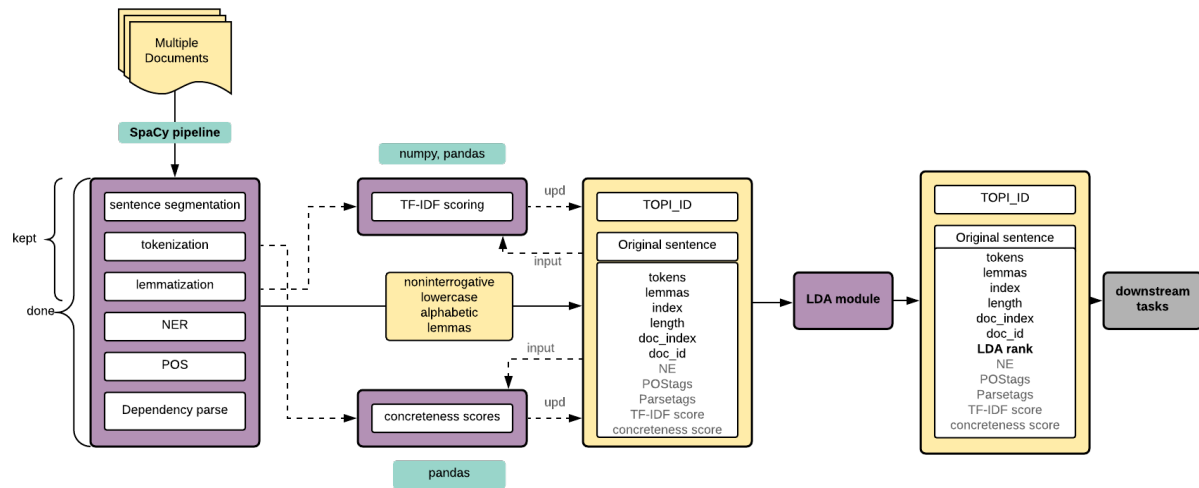 Multiple
Documents
SpaCy pipeline
kept
done
sentence segmentation
tokenization
lemmatization
NER
POS
Dependency parse
numpy, pandas
TF-IDF scoring
upd
input
noninterrogative
lowercase
alphabetic
lemmas
input
concreteness scores
upd
pandas
TOPI_ID
Original sentence
tokens
lemmas
index
length
doc_index
doc_id
NE
POStags
Parsetags
TF-IDF score
concreteness score
LDA module
TOPI_ID
Original sentence
tokens
lemmas
index
length
doc_index
doc_id
LDA rank
NE
POStags
Parsetags
TF-IDF score
concreteness score
downstream
tasks